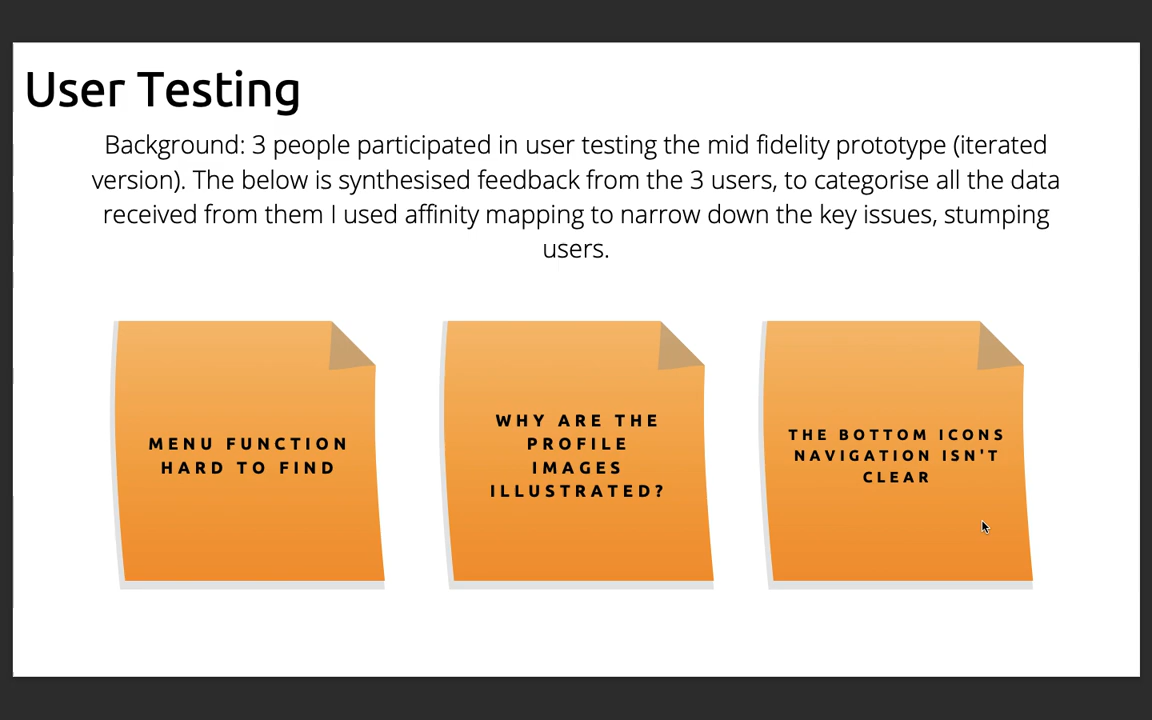 User Testing
Background: 3 people participated in user testing the mid fidelity prototype (iterated
version). The below is synthesised feedback from the 3 users, to categorise all the data
received from them I used affinity mapping to narrow down the key issues, stumping
users.
MENU FUNCTION
HARD TO FIND
WHY ARE THE
PROFILE
IMAGES
ILLUSTRATED?
THE BOTTOM ICONS
NAVIGATION ISN'T
CLEAR